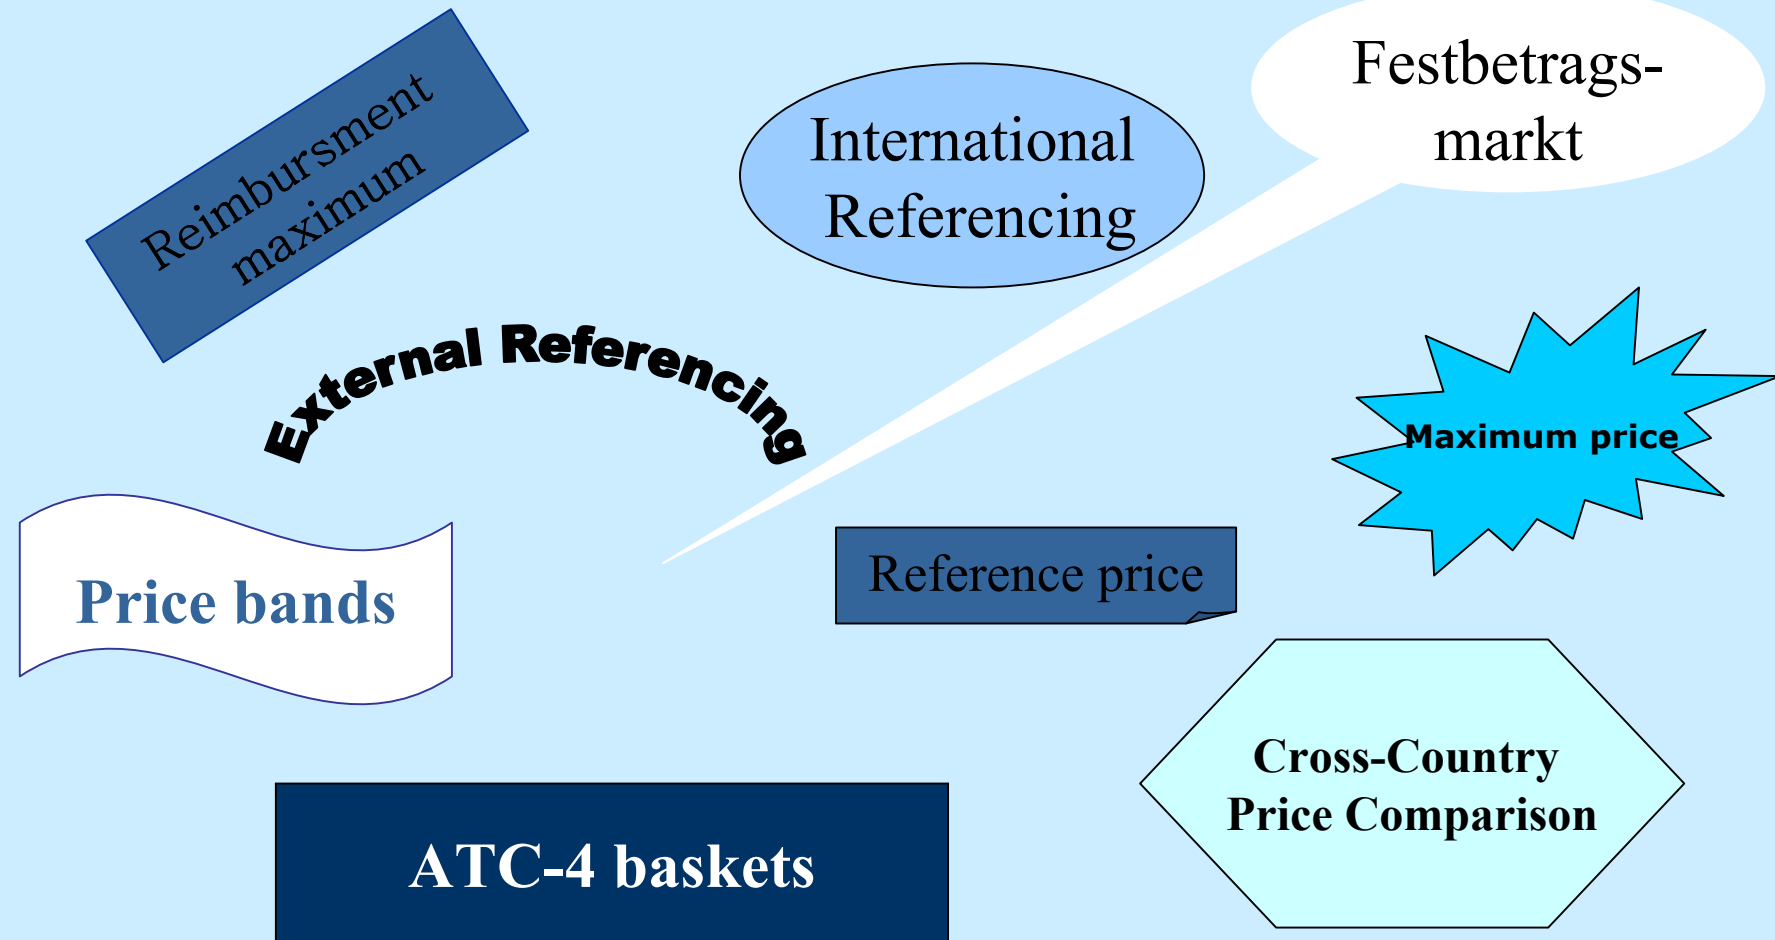 Reimbursment
maximum
International
Referencing
Festbetrags-
markt
External Referencing
Maximum price
Price bands
Reference price
Cross-Country
Price Comparison
ATC-4 baskets